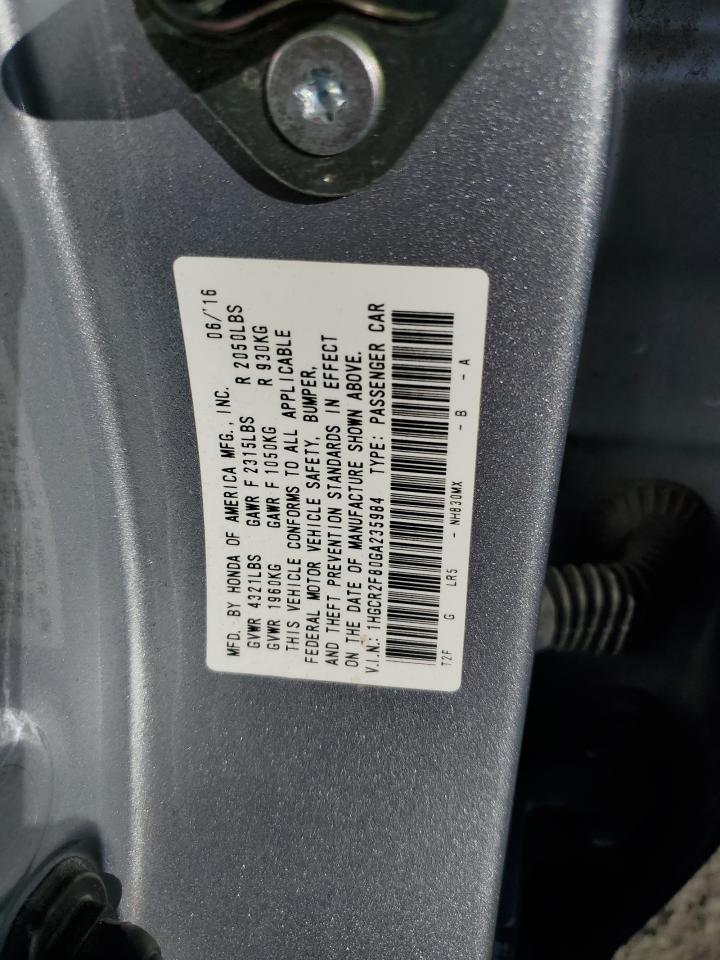 MFD. BY HONDA OF AMERICA MFG., INC. 06/'16
GVWR 4321LBS GAWR F 2315LBS R 2050LBS
GVWR 1960KG GAWR F 1050KG R 930KG
THIS VEHICLE CONFORMS TO ALL APPLICABLE
FEDERAL MOTOR VEHICLE SAFETY, BUMPER,
AND THEFT PREVENTION STANDARDS IN EFFECT
ON THE DATE OF MANUFACTURE SHOWN ABOVE.
V.I.N.: 1HGCR2F80GA235984 TYPE: PASSENGER CAR
T2F G LR5 - NH830MX - B - A